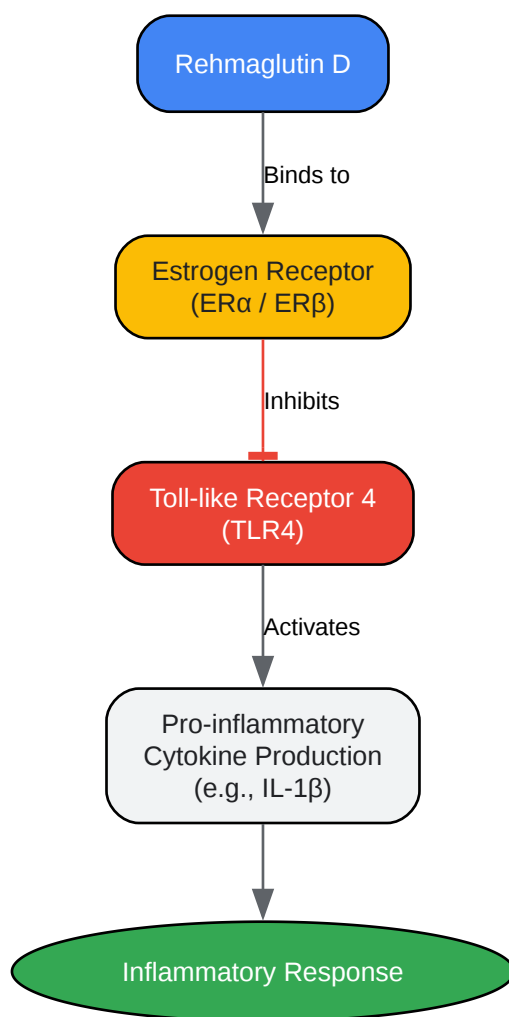 Rehmaglutin D
Binds to
Estrogen Receptor
(ERα / ERβ)
Inhibits
Toll-like Receptor 4
(TLR4)
Activates
Pro-inflammatory
Cytokine Production
(e.g., IL-1β)
Inflammatory Response